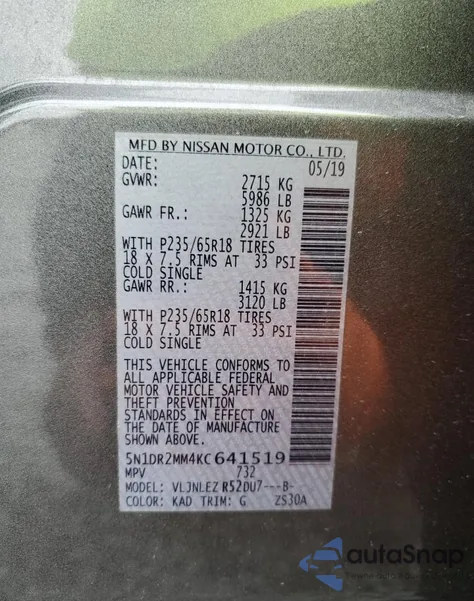 MFD BY NISSAN MOTOR CO., LTD.
DATE: 05/19
GVWR: 2715 KG
5986 LB
GAWR FR.: 1325 KG
2921 LB
WITH P235/65R18 TIRES
18 X 7.5 RIMS AT 33 PSI
COLD SINGLE
GAWR RR.: 1415 KG
3120 LB
WITH P235/65R18 TIRES
18 X 7.5 RIMS AT 33 PSI
COLD SINGLE
THIS VEHICLE CONFORMS TO
ALL APPLICABLE FEDERAL
MOTOR VEHICLE SAFETY AND
THEFT PREVENTION
STANDARDS IN EFFECT ON
THE DATE OF MANUFACTURE
SHOWN ABOVE.
5N1DR2MM4KC641519
MPV 732
MODEL: VLJNLEZ R52DU7---B-
COLOR: KAD TRIM: G ZS30A
autoSnap